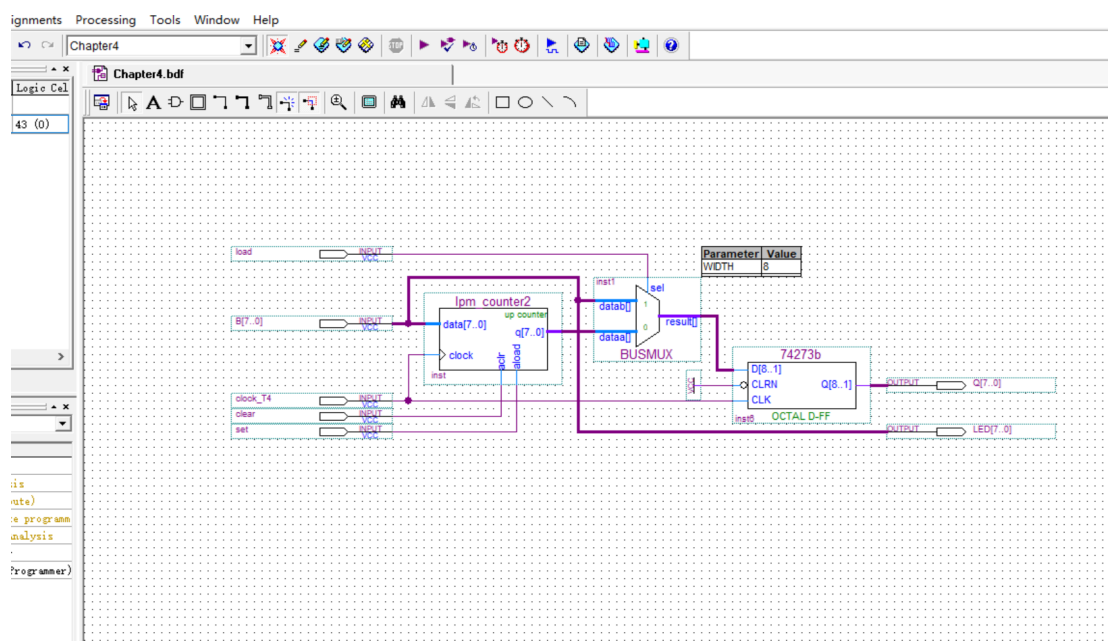 ignments Processing Tools Window Help
Chapter4
STOP
Chapter4.bdf
Logic Cel
43 (0)
load
INPUT
VCC
Parameter Value
WIDTH 8
inst1
sel
lpm_counter2
up counter
datab[]
1
B[7..0]
INPUT
VCC
data[7..0]
q[7..0]
result[]
dataa[]
0
clock
aclr
aload
inst
BUSMUX
74273b
D[8..1]
CLRN
Q[8..1]
CLK
VCC
OUTPUT
Q[7..0]
clock_T4
INPUT
VCC
clear
INPUT
VCC
set
INPUT
VCC
inst6
OCTAL D-FF
OUTPUT
LED[7..0]
is
ute)
e programm
Analysis
Programmer)